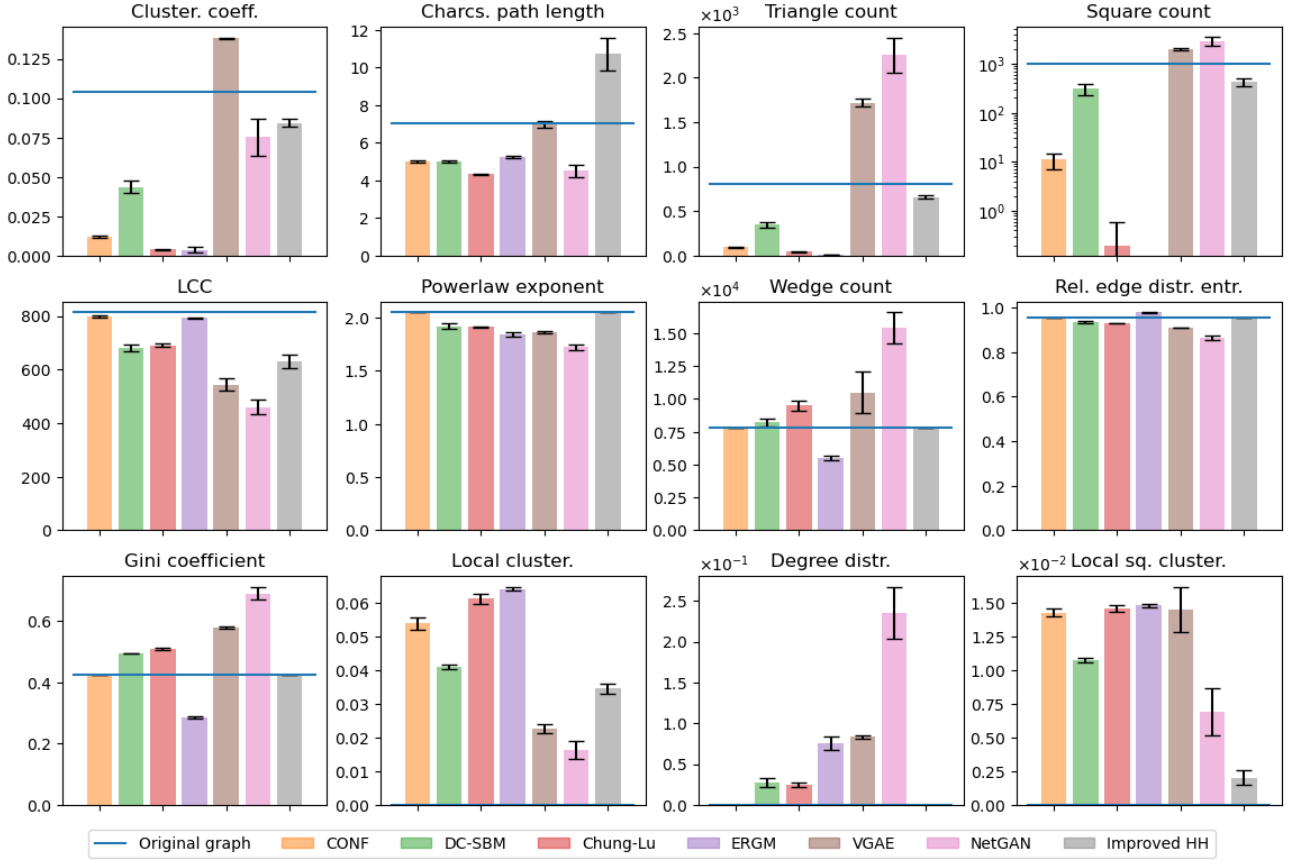 Cluster. coeff. Charcs. path length Triangle count Square count
×10³
0.125 12 2.5 10³
0.100 10 2.0 10²
0.075 8 1.5 10¹
0.050 6 1.0 10⁰
0.025 4 0.5
0.000 2 0.0
0
LCC Powerlaw exponent Wedge count Rel. edge distr. entr.
×10⁴
800 2.0 1.50 1.0
600 1.5 1.25 0.8
400 1.0 1.00 0.6
200 0.5 0.75 0.4
0 0.0 0.50 0.2
0.25 0.0
0.00
Gini coefficient Local cluster. Degree distr. Local sq. cluster.
×10⁻¹ ×10⁻²
0.6 0.06 2.5 1.50
0.4 0.05 2.0 1.25
0.2 0.04 1.5 1.00
0.0 0.03 1.0 0.75
0.02 0.5 0.50
0.01 0.0 0.25
0.00 0.00
Original graph CONF DC-SBM Chung-Lu ERGM VGAE NetGAN Improved HH